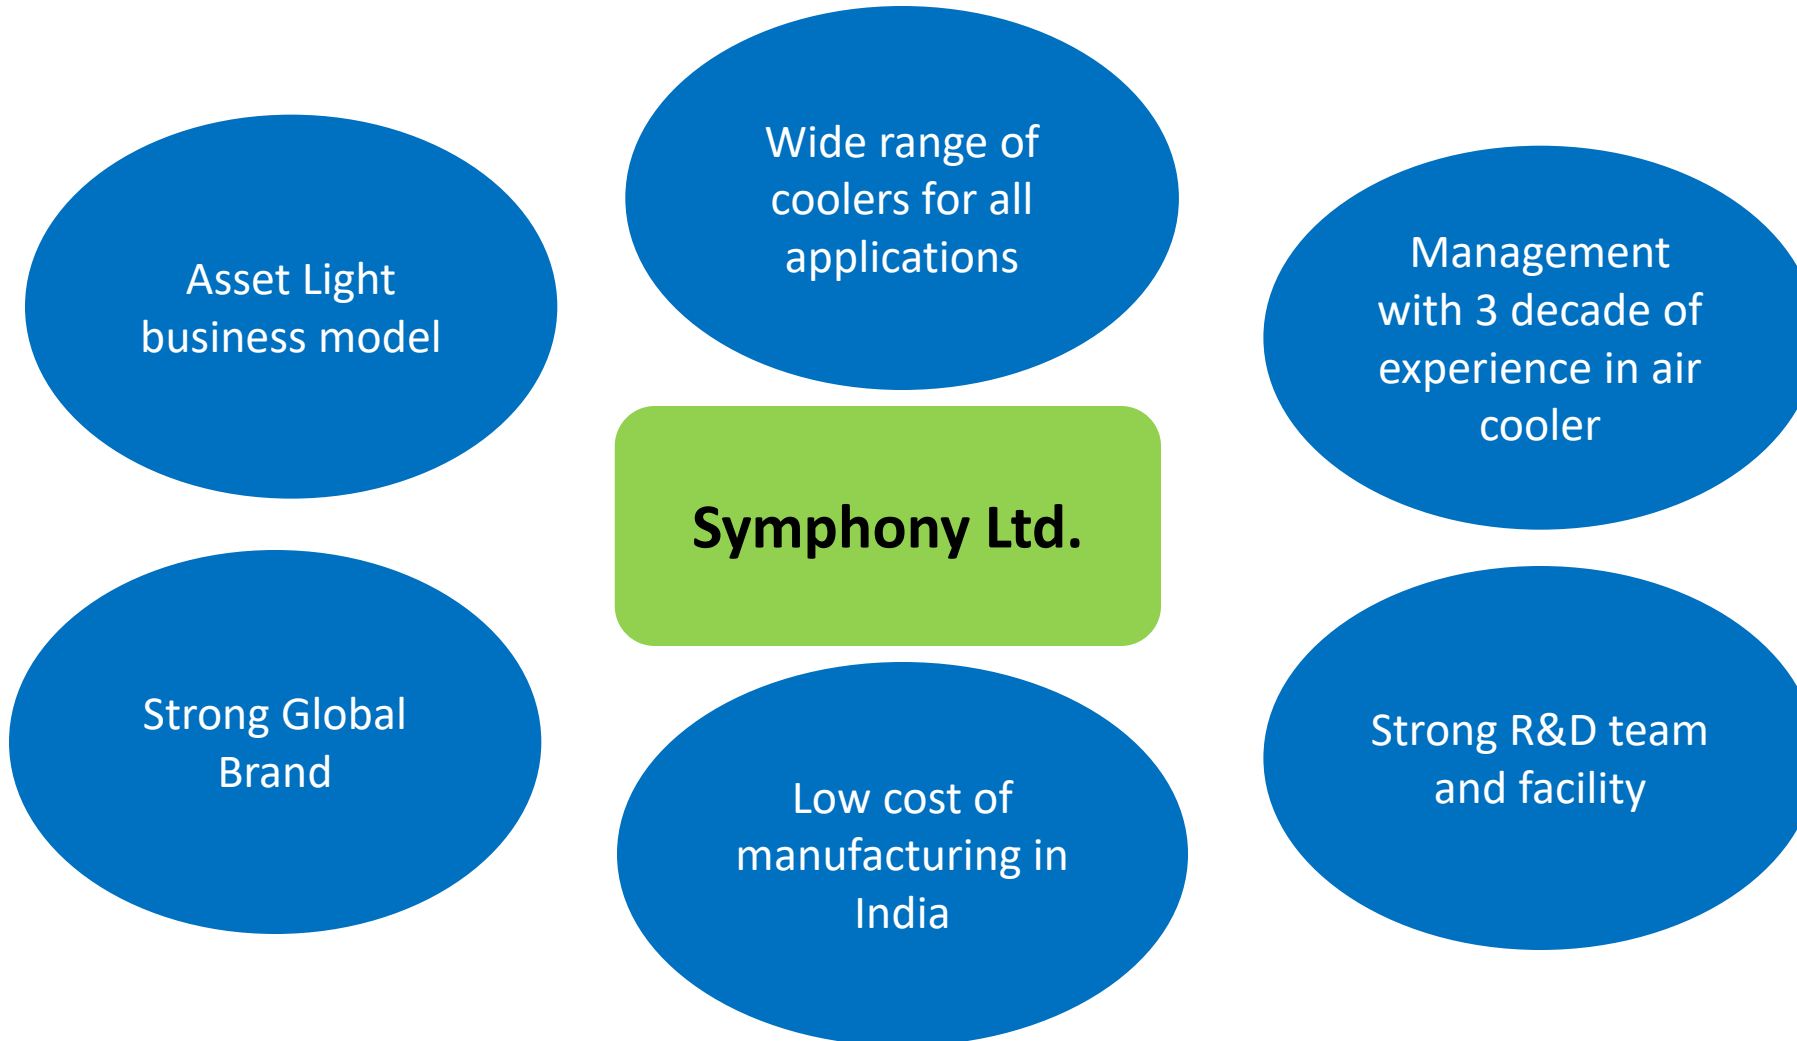 Wide range of
coolers for all
applications
Asset Light
business model
Management
with 3 decade of
experience in air
cooler
Symphony Ltd.
Strong Global
Brand
Low cost of
manufacturing in
India
Strong R&D team
and facility